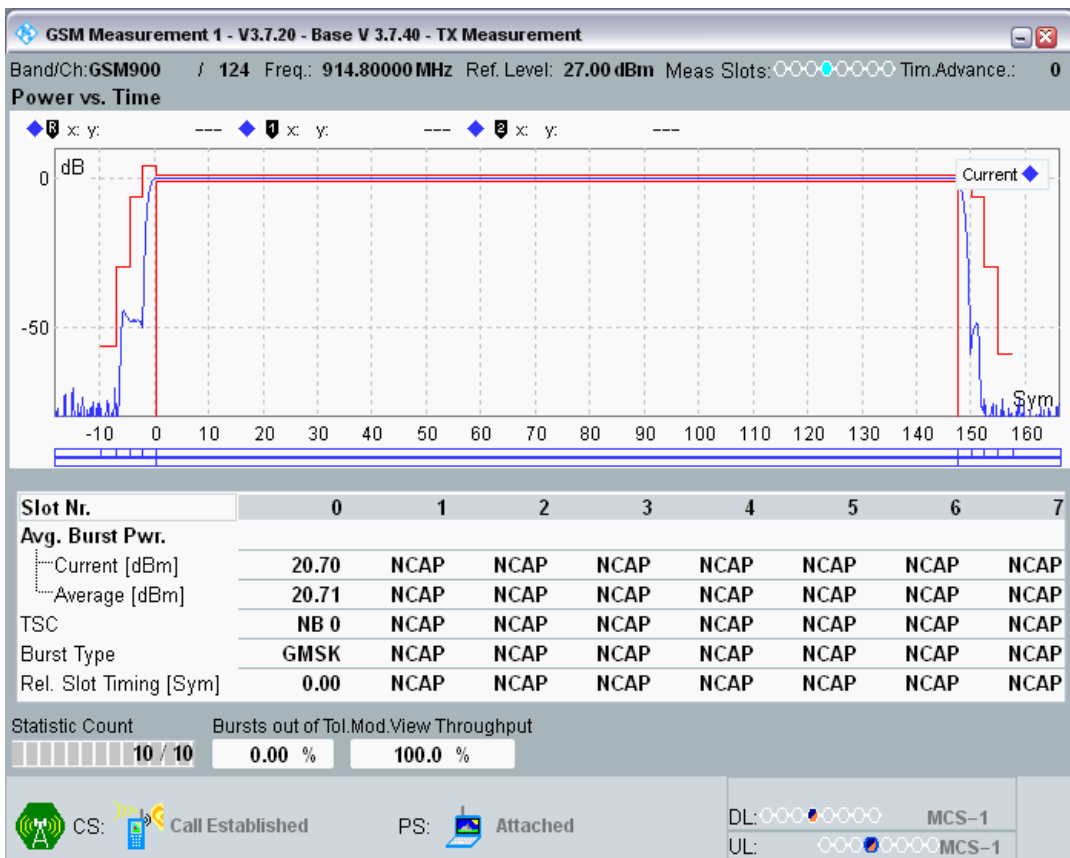 GSM Measurement 1 - V3.7.20 - Base V 3.7.40 - TX Measurement
Band/Ch:GSM900 / 124 Freq.: 914.80000 MHz Ref. Level: 27.00 dBm Meas Slots: Tim.Advance.: 0
Power vs. Time
R x: y: --- 1 x: y: --- 2 x: y: ---
dB
Current
0
-50
Sym
-10 0 10 20 30 40 50 60 70 80 90 100 110 120 130 140 150 160
Slot Nr. 0 1 2 3 4 5 6 7
Avg. Burst Pwr.
Current [dBm] 20.70 NCAP NCAP NCAP NCAP NCAP NCAP NCAP
Average [dBm] 20.71 NCAP NCAP NCAP NCAP NCAP NCAP NCAP
TSC NB 0 NCAP NCAP NCAP NCAP NCAP NCAP NCAP
Burst Type GMSK NCAP NCAP NCAP NCAP NCAP NCAP NCAP
Rel. Slot Timing [Sym] 0.00 NCAP NCAP NCAP NCAP NCAP NCAP NCAP
Statistic Count Bursts out of Tol.Mod.View Throughput
10 / 10 0.00 % 100.0 %
CS: Call Established PS: Attached
DL: MCS-1
UL: MCS-1